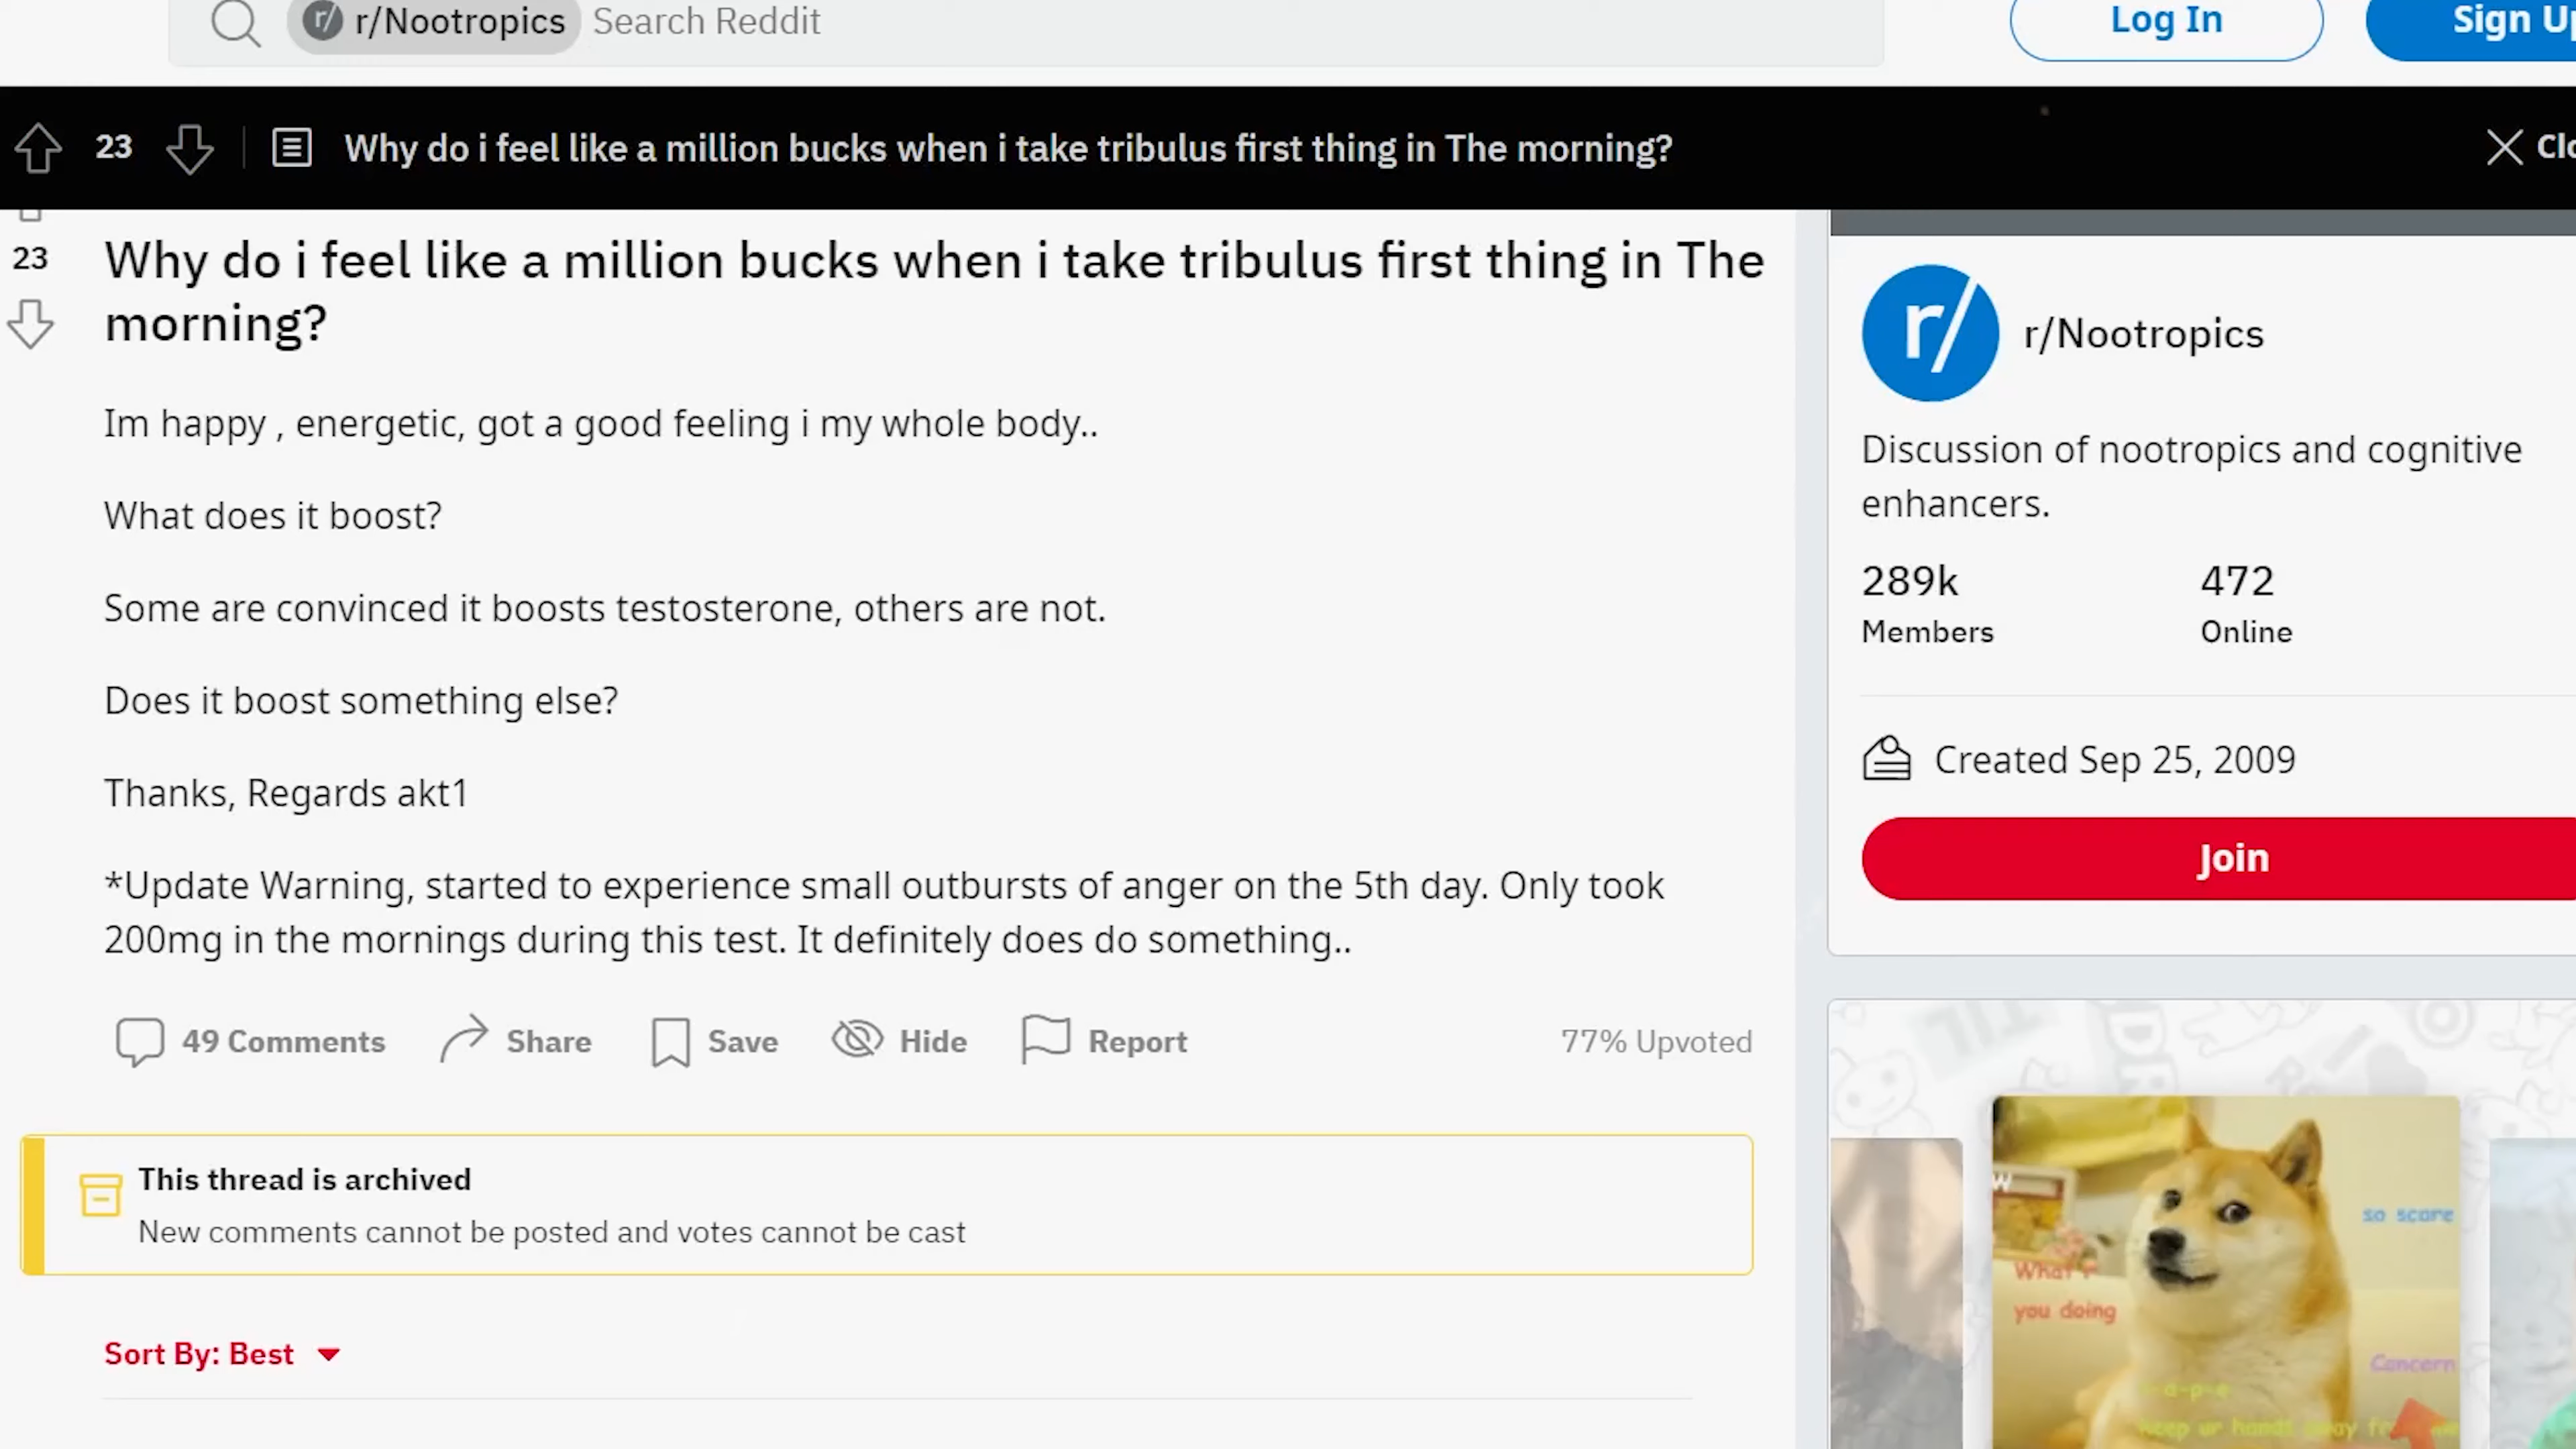 r/ r/Nootropics Search Reddit
Log In
23 Why do i feel like a million bucks when i take tribulus first thing in The morning?
23
Why do i feel like a million bucks when i take tribulus first thing in The
morning?
Im happy , energetic, got a good feeling i my whole body..
What does it boost?
Some are convinced it boosts testosterone, others are not.
Does it boost something else?
Thanks, Regards akt1
*Update Warning, started to experience small outbursts of anger on the 5th day. Only took
200mg in the mornings during this test. It definitely does do something..
49 Comments Share Save Hide Report 77% Upvoted
This thread is archived
New comments cannot be posted and votes cannot be cast
Sort By: Best
r/ r/Nootropics
Discussion of nootropics and cognitive
enhancers.
289k 472
Members Online
Created Sep 25, 2009
Join
TIL
so scare
What r
you doing
Concern
keep ur hands away